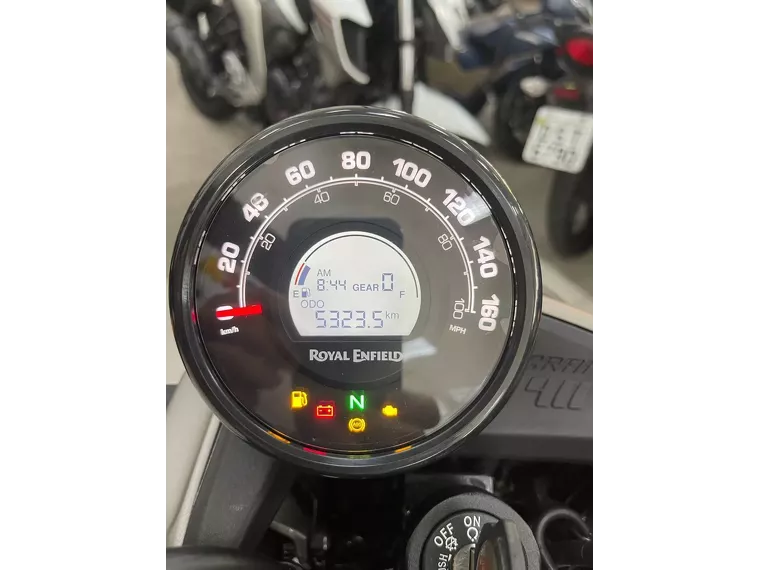 0 20 40 60 80 100 120 140 160
km/h
20 40 60 80 100
MPH
AM
8:44 GEAR 0
E F
ODO
5323.5 km
ROYAL ENFIELD
N
OFF ON